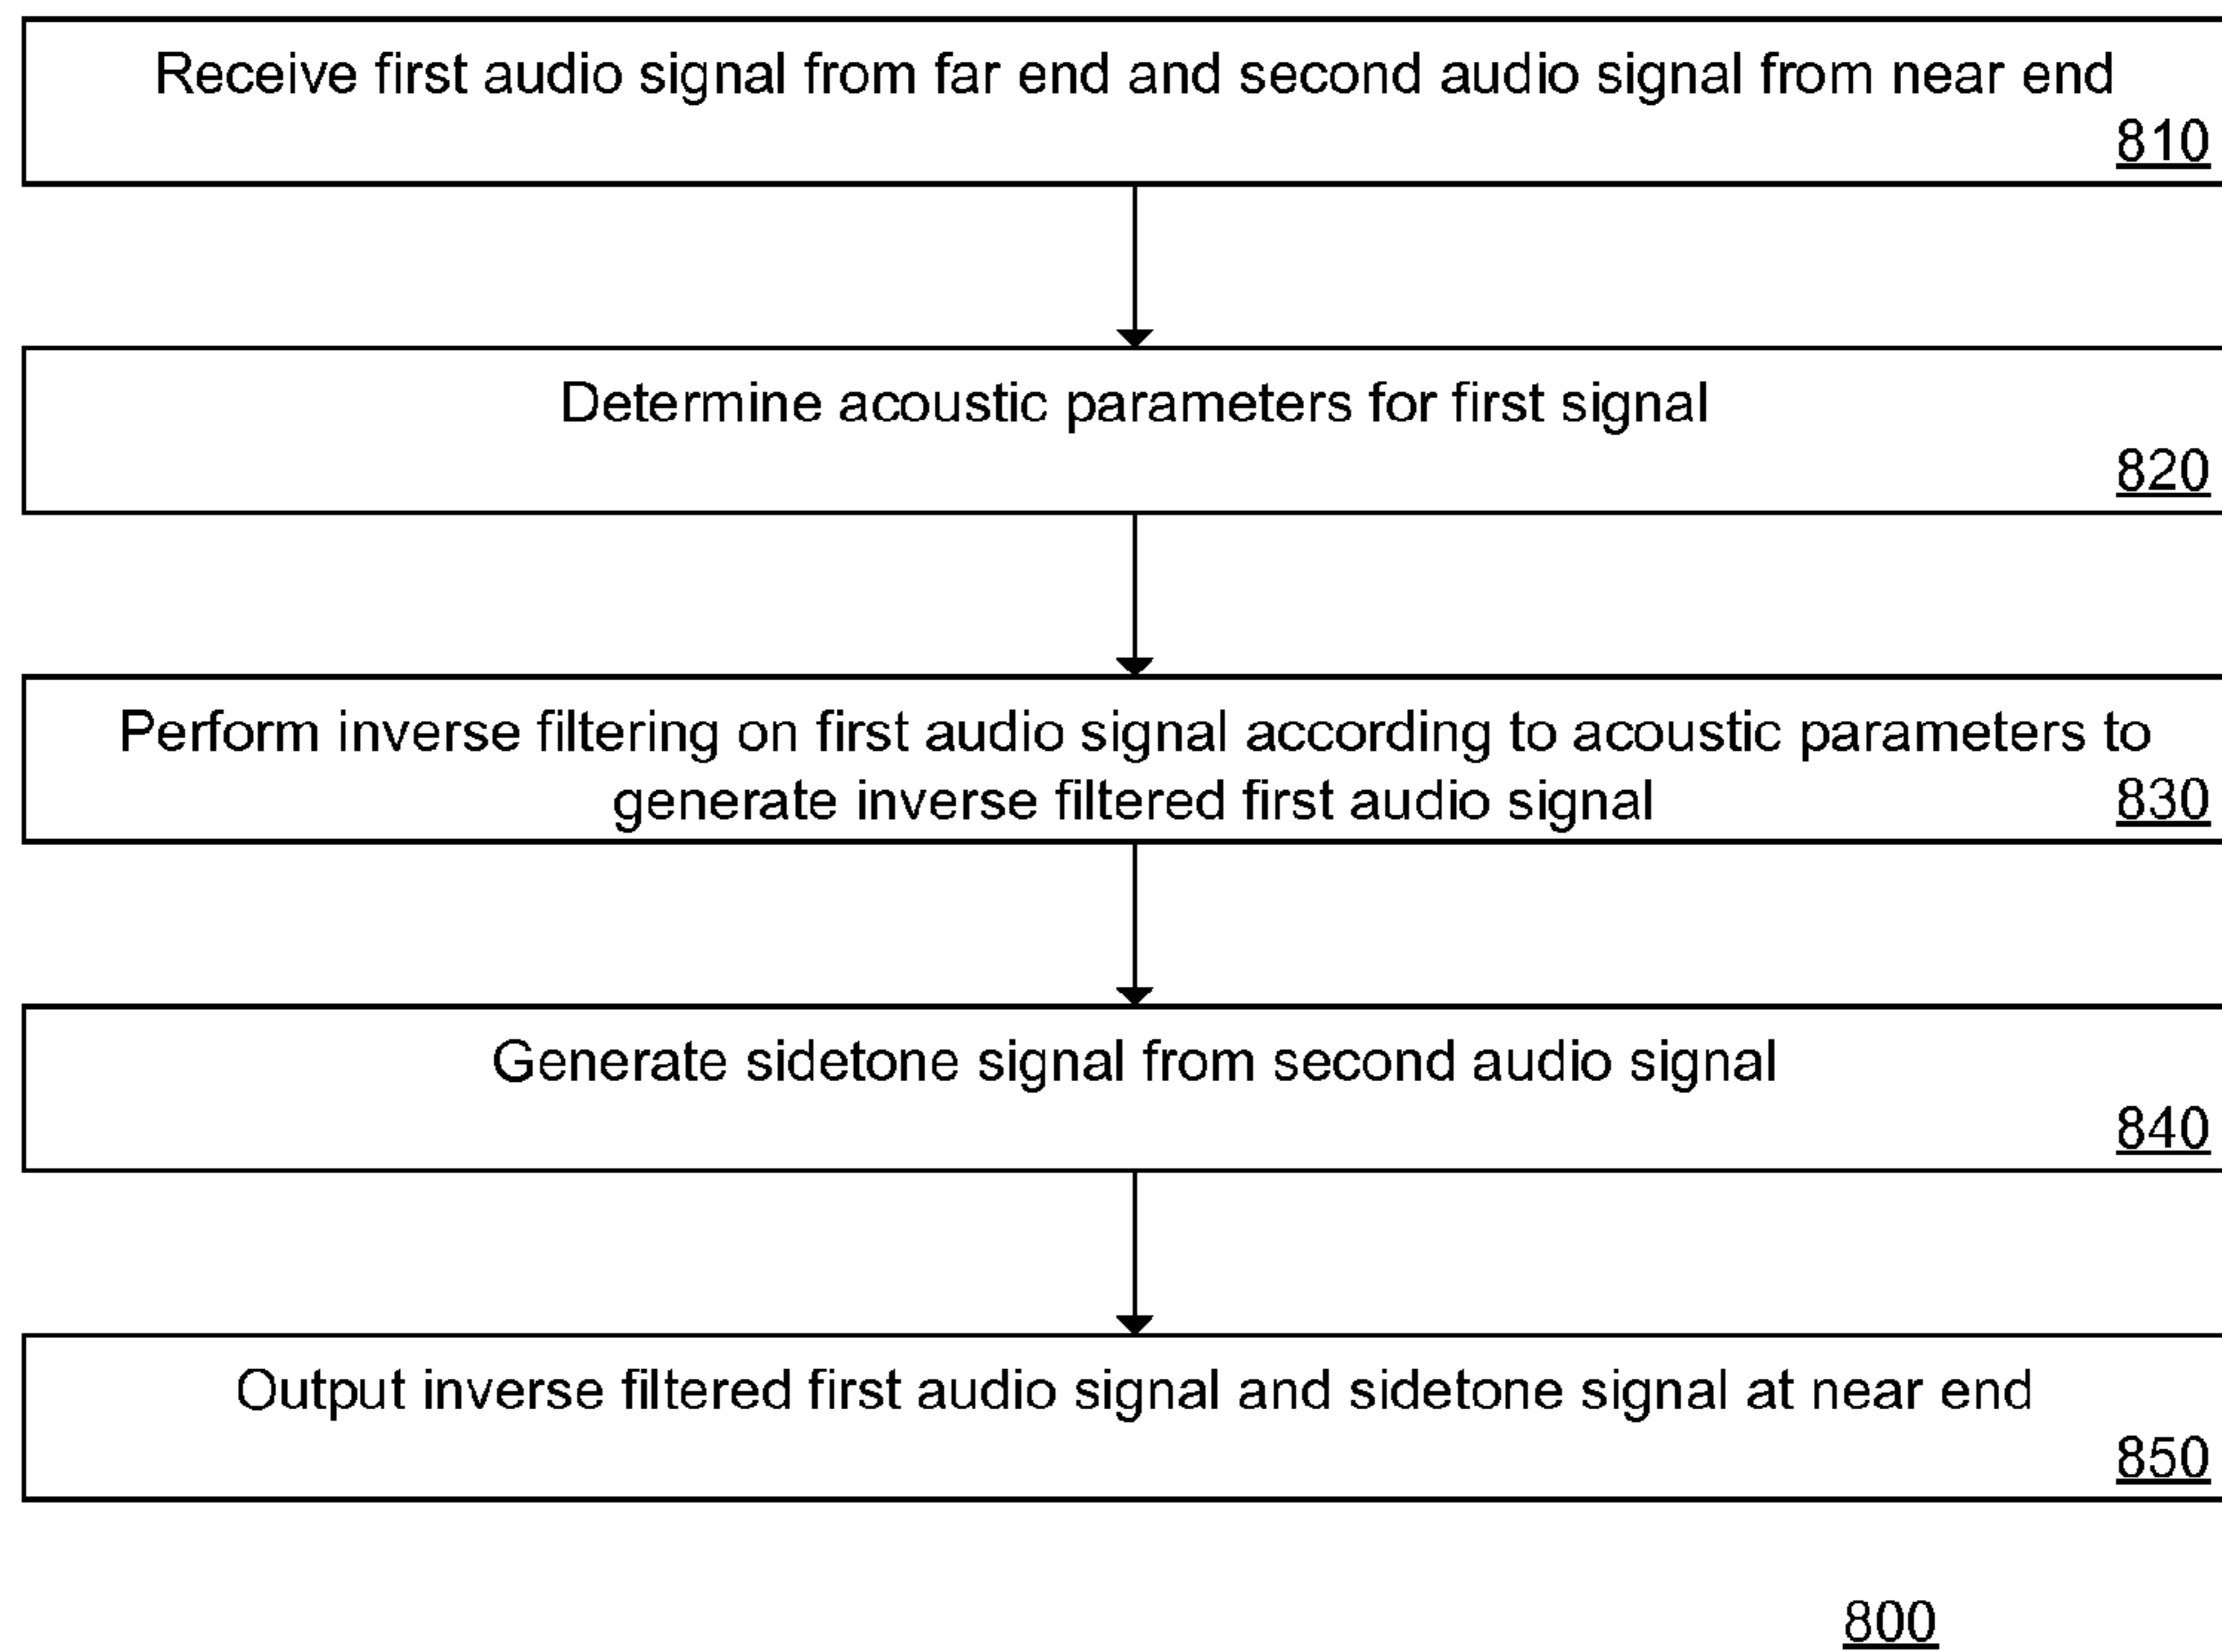 Receive first audio signal from far end and second audio signal from near end
810
Determine acoustic parameters for first signal
820
Perform inverse filtering on first audio signal according to acoustic parameters to
generate inverse filtered first audio signal
830
Generate sidetone signal from second audio signal
840
Output inverse filtered first audio signal and sidetone signal at near end
850
800